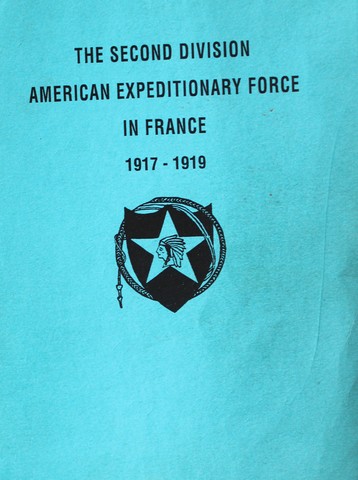 THE SECOND DIVISION
AMERICAN EXPEDITIONARY FORCE
IN FRANCE
1917 - 1919